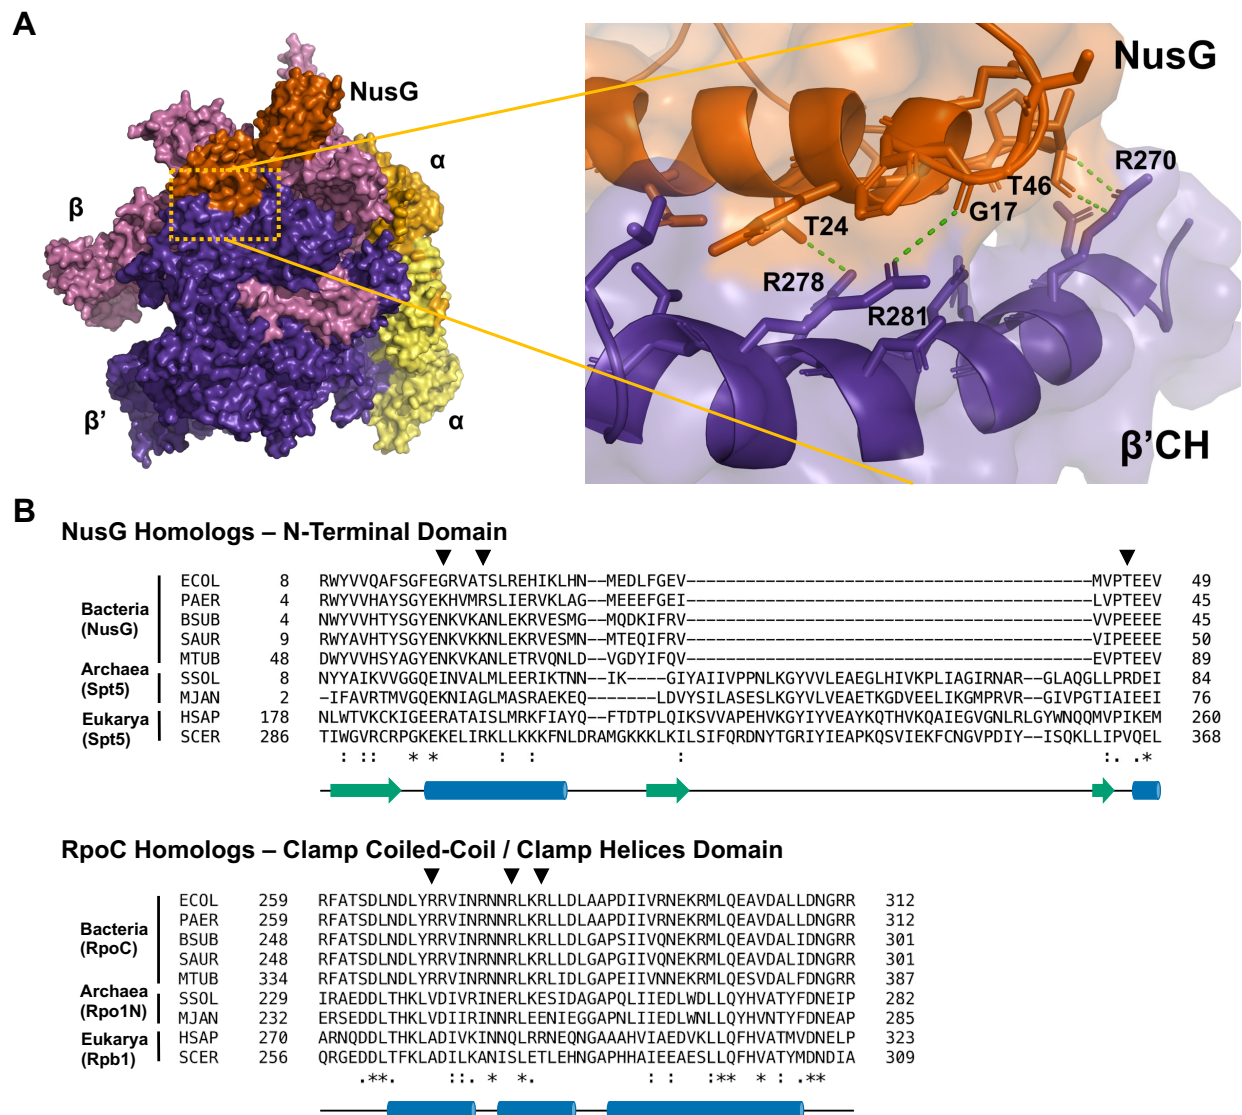 A
NusG
α
β
β’
α
NusG
R270
T46
G17
T24
R278
R281
β’CH
B
NusG Homologs – N-Terminal Domain
Bacteria
(NusG)
Archaea
(Spt5)
Eukarya
(Spt5)
ECOL 8 RWYVVQAFSGFEGRVATSLREHIKLHN--MEDLFGEV-----------------------------------------MVPTEEV 49
PAER 4 RWYVVHAYSGYEKHVMRSLIERVKLAG--MEEEFGEI-----------------------------------------LVPTEEV 45
BSUB 4 NWYVVHTYSGYENKVKANLEKRVESMG--MQDKIFRV-----------------------------------------VVPEEEE 45
SAUR 9 RWYAVHTYSGYENKVKKNLEKRVESMN--MTEQIFRV-----------------------------------------VIPEEEE 50
MTUB 48 DWYVVHSYAGYENKVKANLETRVQNLD--VGDYIFQV-----------------------------------------EVPTEEV 89
SSOL 8 NYYAIKVVGGQEINVALMLEERIKTNN--IK----GIYAIIVPPNLKGYVVLEAEGLHIVKPLIAGIRNAR--GLAQGLLPRDEI 84
MJAN 2 -IFAVRTMVGQEKNIAGLMASRAEKEQ-------LDVYSILASESLKGYVLVEAETKGDVEELIKGMPRVR--GIVPGTIAIEEI 76
HSAP 178 NLWTVKCKIGEERATAISLMRKFIAYQ--FTDTPLQIKSVVAPEHVKGYIYVEAYKQTHVKQAIEGVGNLRLGYWNQQMVPIKEM 260
SCER 286 TIWGVRCRPGKEKELIRKLLKKKFNLDRAMGKKKLKILSIFQRDNYTGRIYIEAPKQSVIEKFCNGVPDIY--ISQKLLIPVQEL 368
: :: * * : : : :. .*
RpoC Homologs – Clamp Coiled-Coil / Clamp Helices Domain
Bacteria
(RpoC)
Archaea
(Rpo1N)
Eukarya
(Rpb1)
ECOL 259 RFATSDLNDLYRRVINRNNRLKRLLDLAAPDIIVRNEKRMLQEAVDALLDNGRR 312
PAER 259 RFATSDLNDLYRRVINRNNRLKRLLDLAAPDIIVRNEKRMLQEAVDALLDNGRR 312
BSUB 248 RFATSDLNDLYRRVINRNNRLKRLLDLGAPSIIVQNEKRMLQEAVDALIDNGRR 301
SAUR 248 RFATSDLNDLYRRVINRNNRLKRLLDLGAPGIIVQNEKRMLQEAVDALIDNGRR 301
MTUB 334 RFATSDLNDLYRRVINRNNRLKRLIDLGAPEIIVNNEKRMLQESVDALFDNGRR 387
SSOL 229 IRAEDDLTHKLVDIVRINERLKESIDAGAPQLIIEDLWDLLQYHVATYFDNEIP 282
MJAN 232 ERSEDDLTHKLVDIIRINNRLKEENIEGGAPNLIIEDLWNLLQYHVNTYFDNEAP 285
HSAP 270 ARNQDDLTHKLADIVKINNQLRRNEQNGAAAHVIAEDVKLLQFHVATMVDNELP 323
SCER 256 QRGEDDLTFKLADILKANISLETLEHNGAPHHAIEEAESLLQFHVATYMDNDIA 309
.**. ::. * *. : : :** * : .**